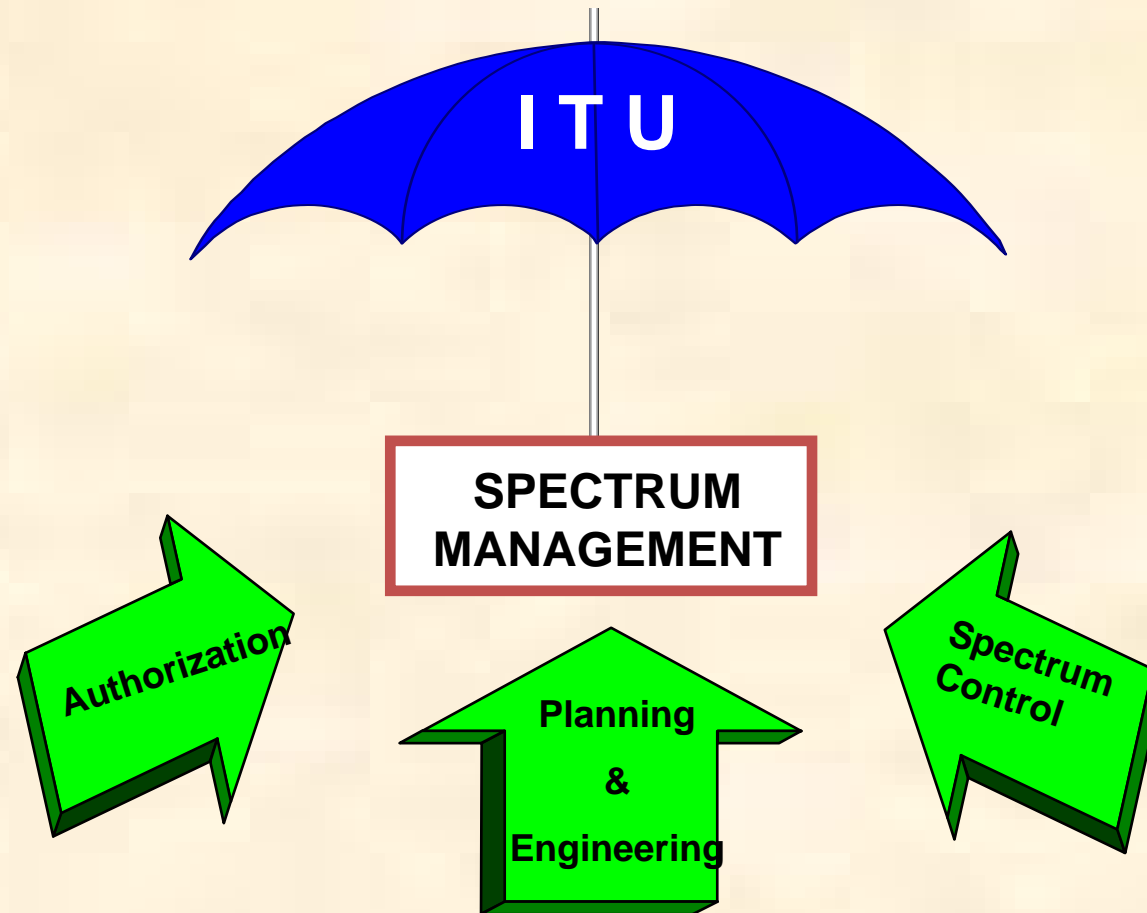 I T U
SPECTRUM
MANAGEMENT
Authorization
Planning
&
Engineering
Spectrum
Control